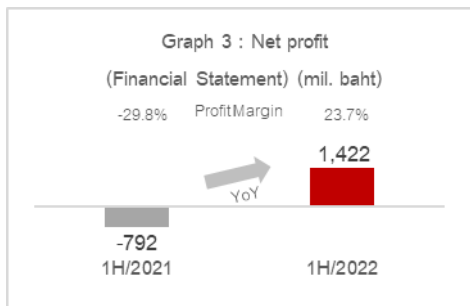 Graph 3 : Net profit
(Financial Statement) (mil. baht)
-29.8% ProfitMargin 23.7%
1,422
YoY
-792
1H/2021 1H/2022